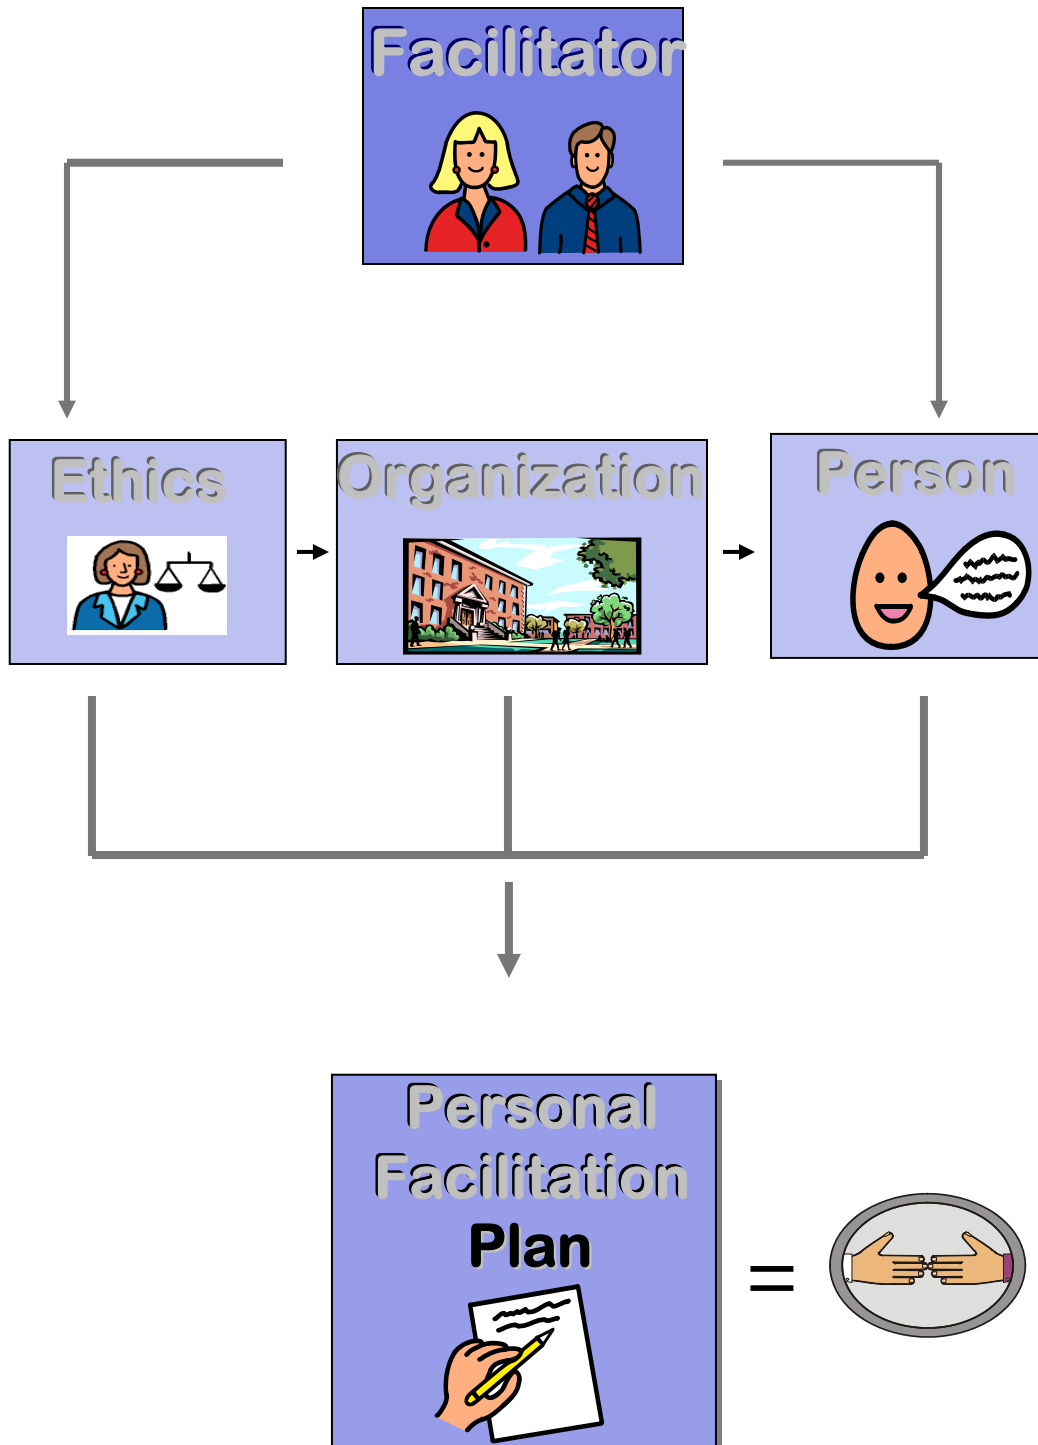 Facilitator
Ethics
Organization
Person
Personal
Facilitation
Plan
=